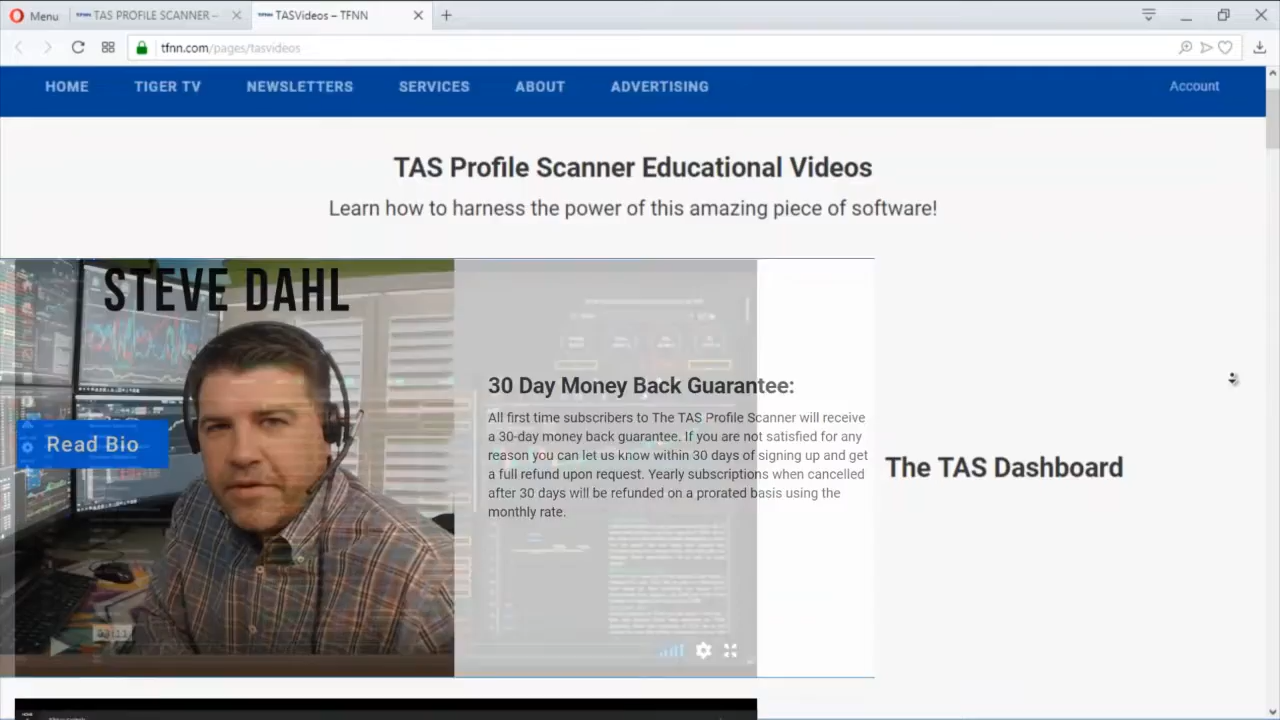 Menu
TAS PROFILE SCANNER –
TASVideos – TFNN
tfnn.com/pages/tasvideos
HOME
TIGER TV
NEWSLETTERS
SERVICES
ABOUT
ADVERTISING
Account
TAS Profile Scanner Educational Videos
Learn how to harness the power of this amazing piece of software!
STEVE DAHL
Read Bio
30 Day Money Back Guarantee:
All first time subscribers to The TAS Profile Scanner will receive
a 30-day money back guarantee. If you are not satisfied for any
reason you can let us know within 30 days of signing up and get
a full refund upon request. Yearly subscriptions when cancelled
after 30 days will be refunded on a prorated basis using the
monthly rate.
The TAS Dashboard